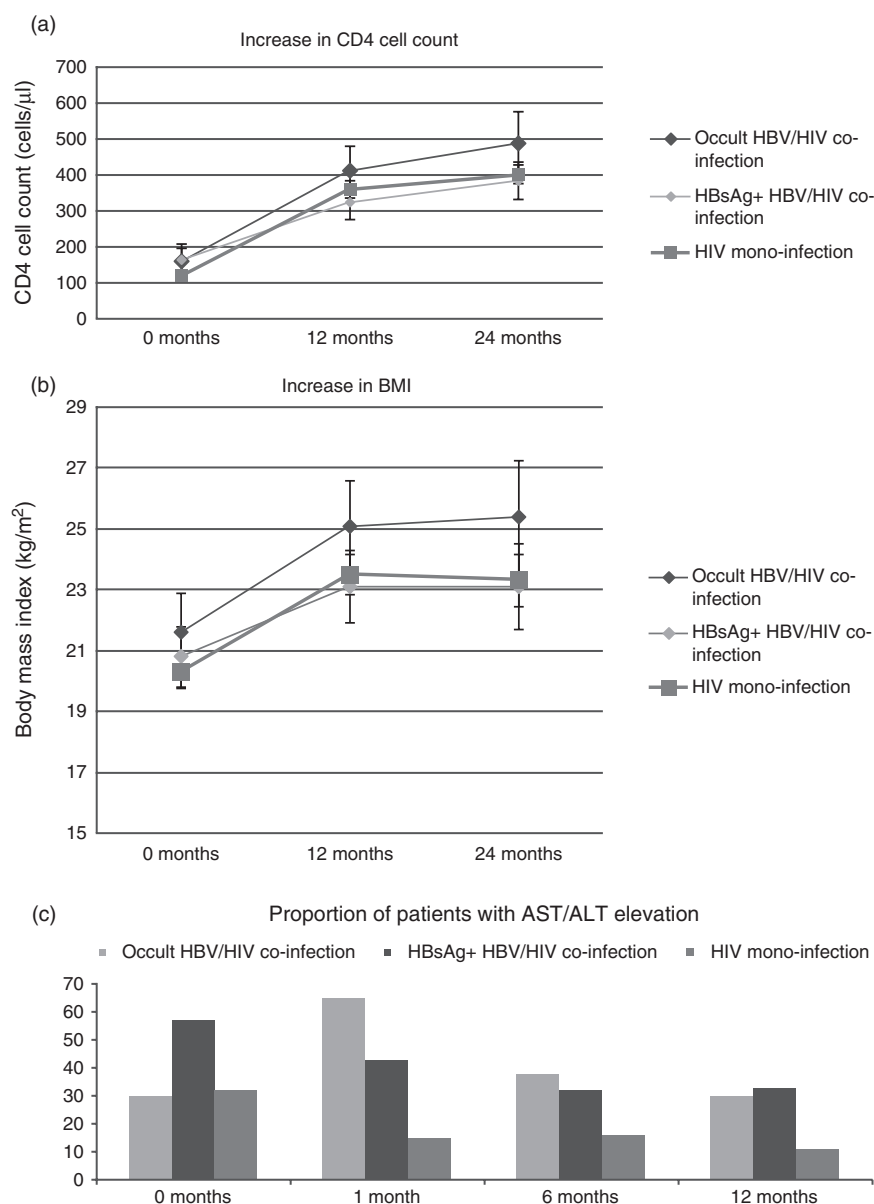 (a)
Increase in CD4 cell count
CD4 cell count (cells/µl)
700
600
500
400
300
200
100
0
0 months 12 months 24 months
Occult HBV/HIV co-
infection
HBsAg+ HBV/HIV co-
infection
HIV mono-infection
(b)
Increase in BMI
Body mass index (kg/m²)
29
27
25
23
21
19
17
15
0 months 12 months 24 months
Occult HBV/HIV co-
infection
HBsAg+ HBV/HIV co-
infection
HIV mono-infection
(c)
Proportion of patients with AST/ALT elevation
Occult HBV/HIV co-infection HBsAg+ HBV/HIV co-infection HIV mono-infection
70
60
50
40
30
20
10
0
0 months 1 month 6 months 12 months